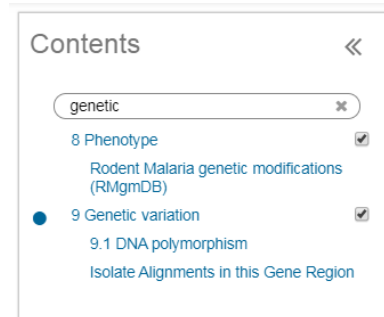 Contents
genetic
8 Phenotype
Rodent Malaria genetic modifications
(RMgmDB)
9 Genetic variation
9.1 DNA polymorphism
Isolate Alignments in this Gene Region